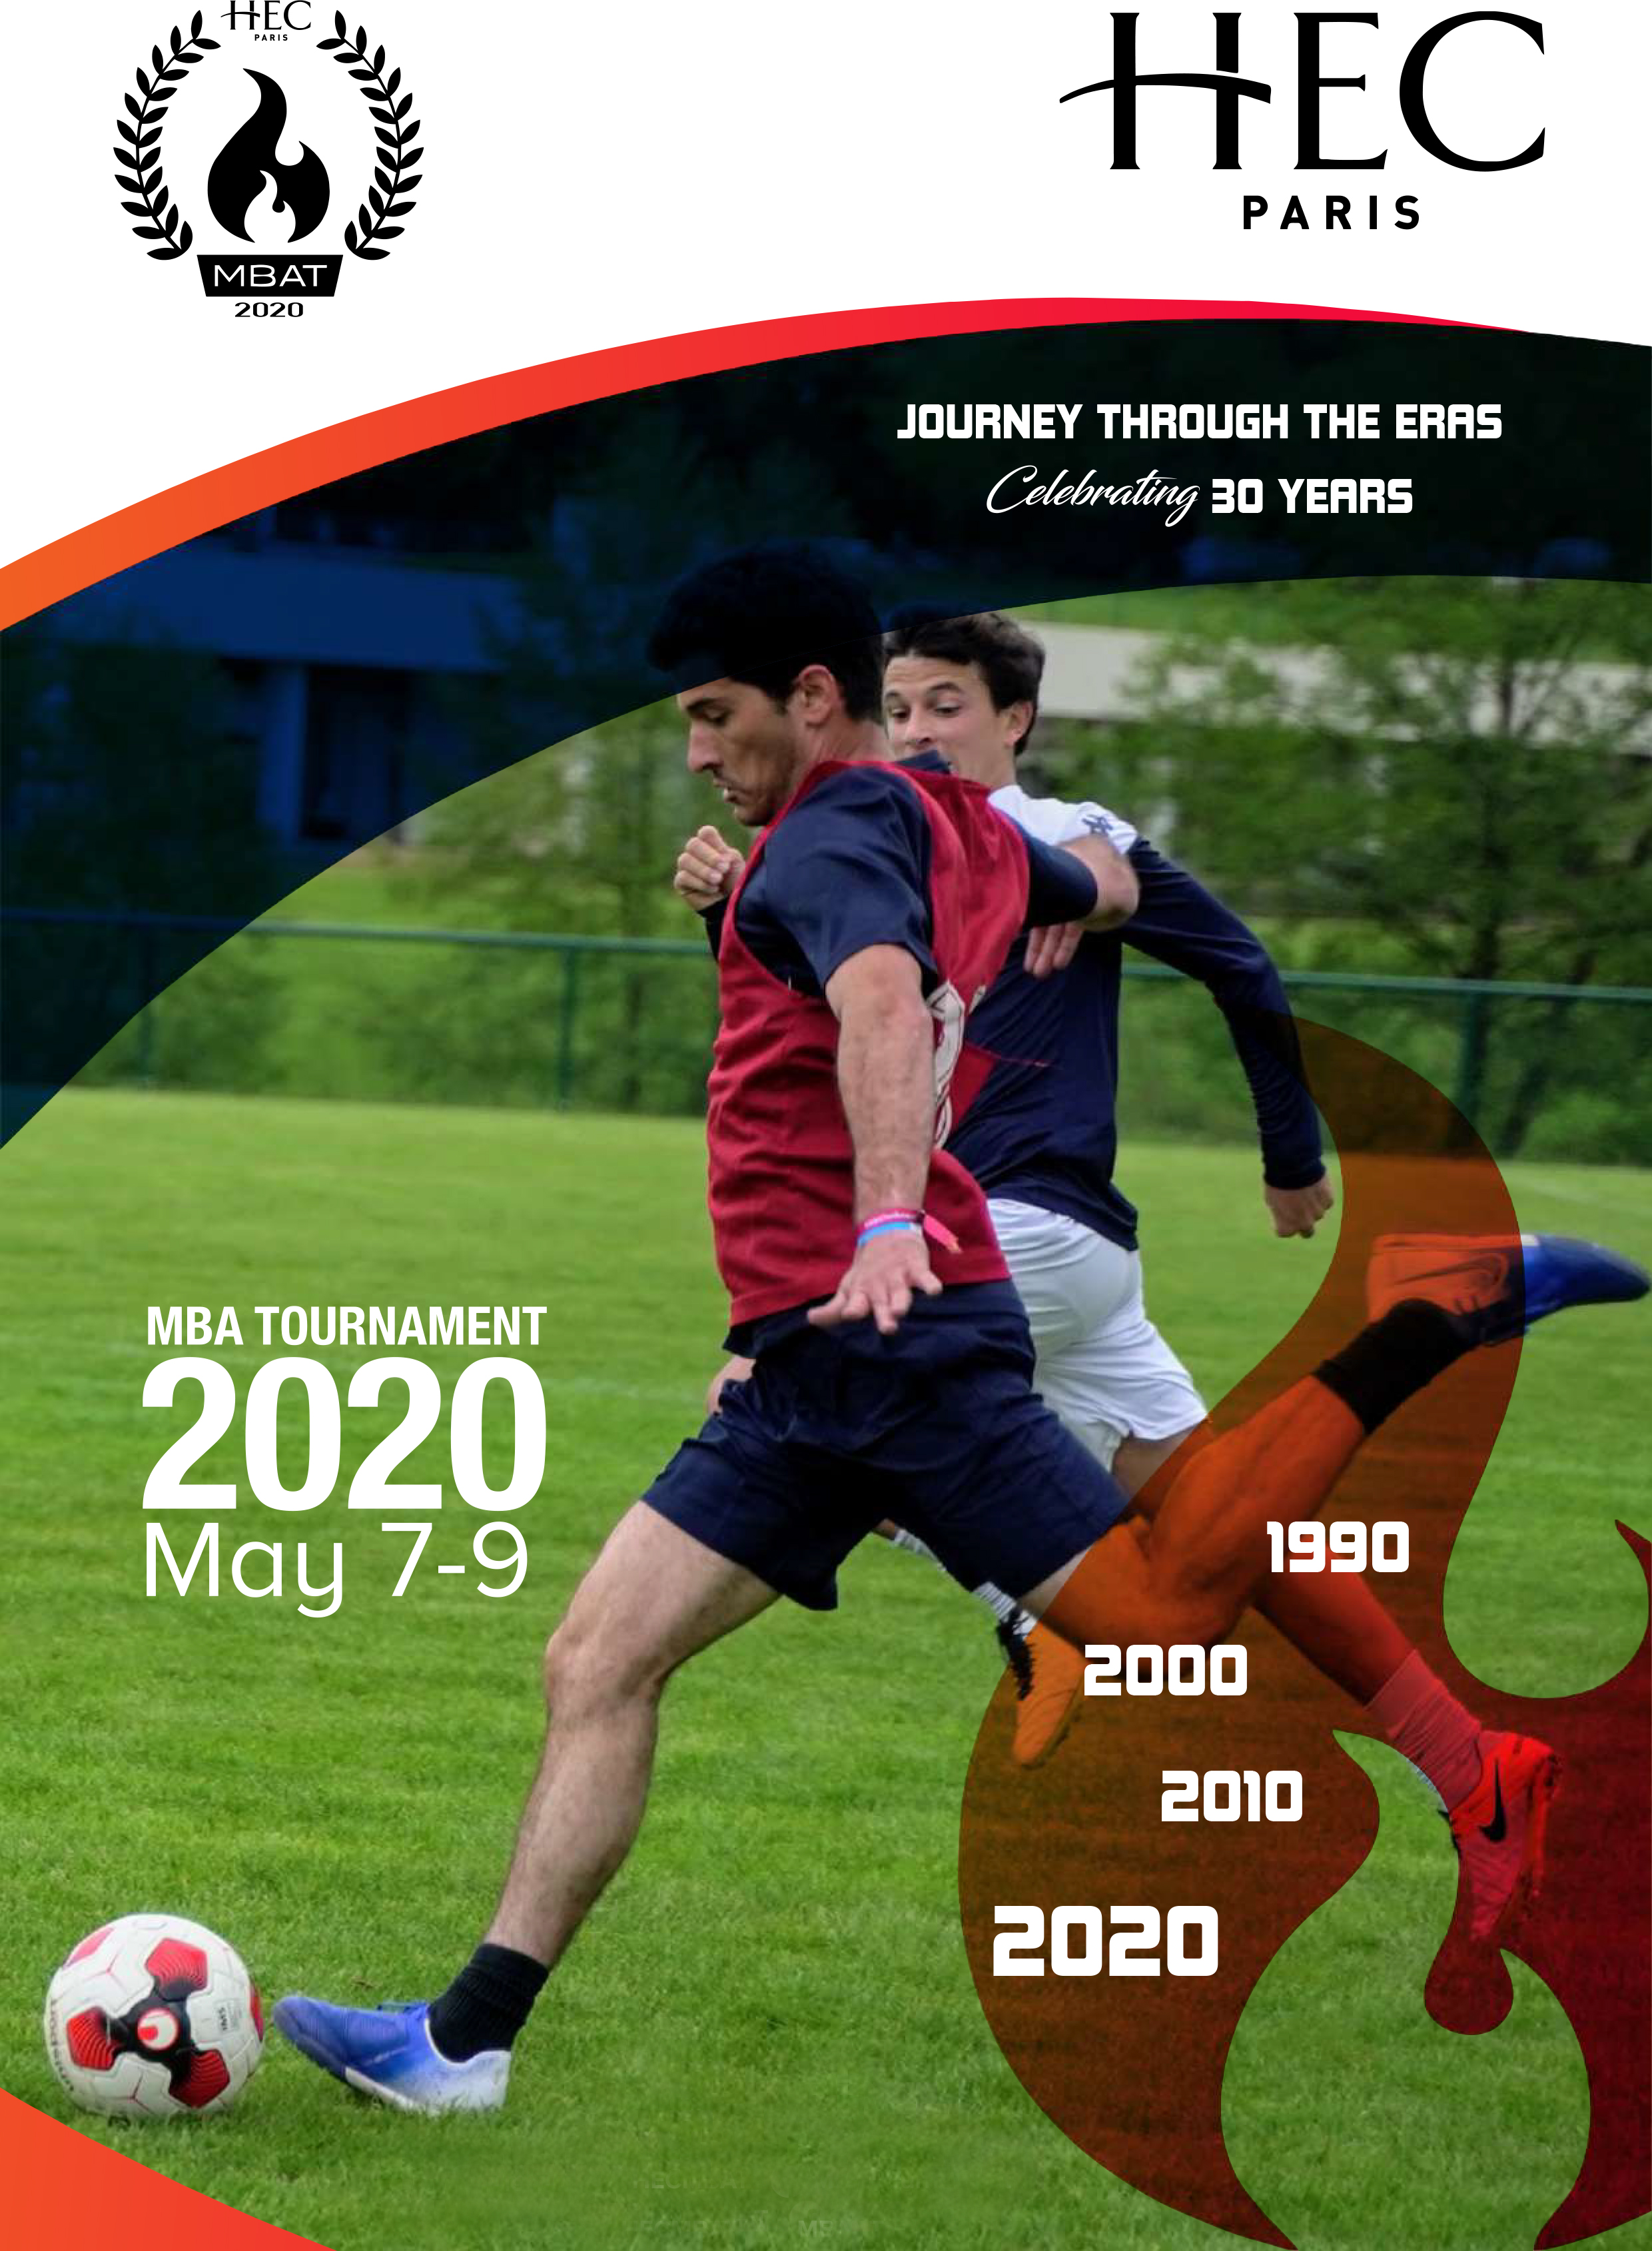 HEC
PARIS
MBAT
2020
HEC
PARIS
JOURNEY THROUGH THE ERAS
Celebrating 30 YEARS
MBA TOURNAMENT
2020
May 7-9
1990
2000
2010
2020